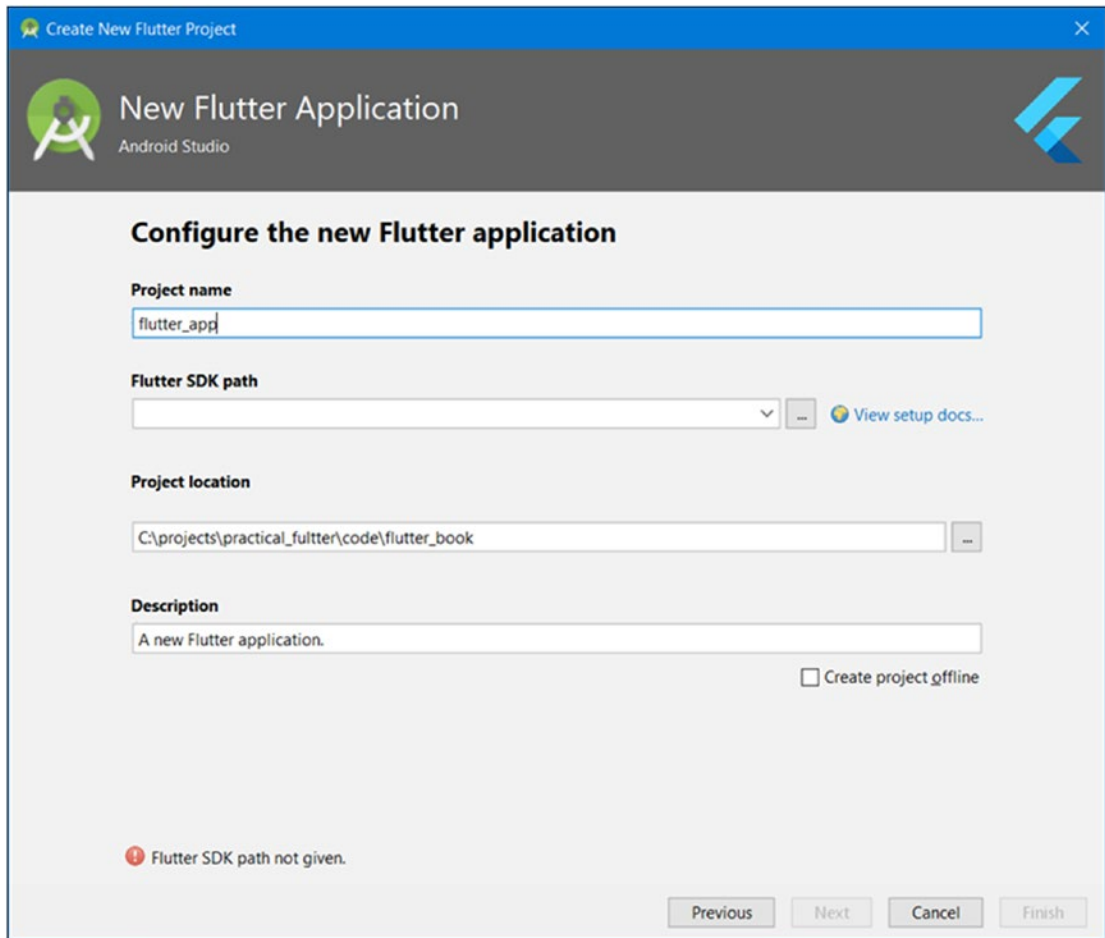 Create New Flutter Project
New Flutter Application
Android Studio
Configure the new Flutter application
Project name
flutter_app
Flutter SDK path
... View setup docs...
Project location
C:\projects\practical_fultter\code\flutter_book ...
Description
A new Flutter application.
Create project offline
Flutter SDK path not given.
Previous Next Cancel Finish